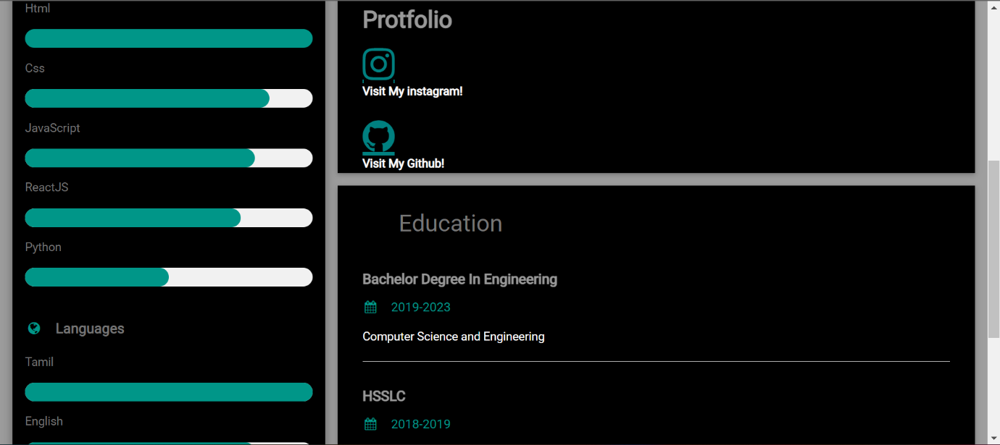 Html
Css
JavaScript
ReactJS
Python
Languages
Tamil
English
Protfolio
Visit My instagram!
Visit My Github!
Education
Bachelor Degree In Engineering
2019-2023
Computer Science and Engineering
HSSLC
2018-2019